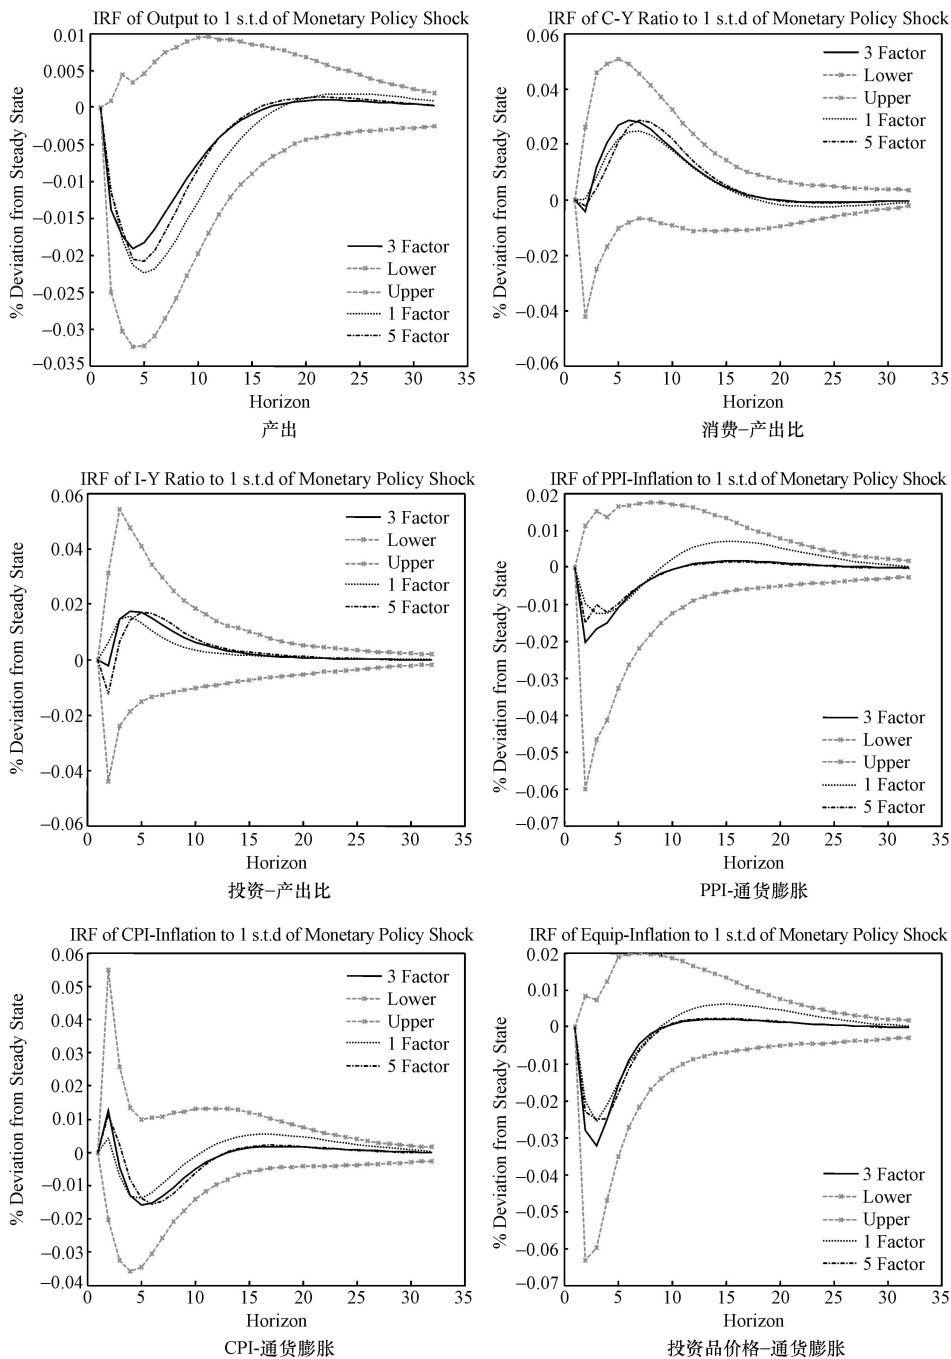 IRF of Output to 1 s.t.d of Monetary Policy Shock
% Deviation from Steady State
0.01
0.005
0
−0.005
−0.01
−0.015
−0.02
−0.025
−0.03
−0.035
3 Factor
Lower
Upper
1 Factor
5 Factor
0 5 10 15 20 25 30 35
Horizon
产出
IRF of C-Y Ratio to 1 s.t.d of Monetary Policy Shock
% Deviation from Steady State
0.06
0.04
0.02
0
−0.02
−0.04
−0.06
3 Factor
Lower
Upper
1 Factor
5 Factor
0 5 10 15 20 25 30 35
Horizon
消费–产出比
IRF of I-Y Ratio to 1 s.t.d of Monetary Policy Shock
% Deviation from Steady State
0.06
0.04
0.02
0
−0.02
−0.04
−0.06
3 Factor
Lower
Upper
1 Factor
5 Factor
0 5 10 15 20 25 30 35
Horizon
投资–产出比
IRF of PPI-Inflation to 1 s.t.d of Monetary Policy Shock
% Deviation from Steady State
0.02
0.01
0
−0.01
−0.02
−0.03
−0.04
−0.05
−0.06
−0.07
3 Factor
Lower
Upper
1 Factor
5 Factor
0 5 10 15 20 25 30 35
Horizon
PPI-通货膨胀
IRF of CPI-Inflation to 1 s.t.d of Monetary Policy Shock
% Deviation from Steady State
0.06
0.05
0.04
0.03
0.02
0.01
0
−0.01
−0.02
−0.03
−0.04
3 Factor
Lower
Upper
1 Factor
5 Factor
0 5 10 15 20 25 30 35
Horizon
CPI-通货膨胀
IRF of Equip-Inflation to 1 s.t.d of Monetary Policy Shock
% Deviation from Steady State
0.02
0.01
0
−0.01
−0.02
−0.03
−0.04
−0.05
−0.06
−0.07
3 Factor
Lower
Upper
1 Factor
5 Factor
0 5 10 15 20 25 30 35
Horizon
投资品价格–通货膨胀